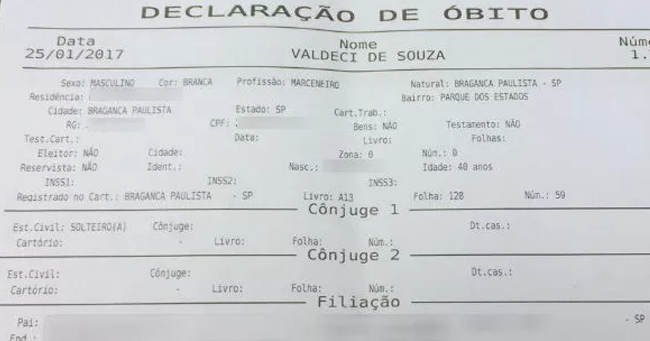 DECLARAÇÃO DE ÓBITO
Data Nome
25/01/2017 VALDECI DE SOUZA 1.
Sexo: MASCULINO Cor: BRANCA Profissão: MARCENEIRO Natural: BRAGANCA PAULISTA - SP
Residência: Bairro: PARQUE DOS ESTADOS
Cidade: BRAGANCA PAULISTA Estado: SP Cart.Trab.:
RG: CPF: Bens: NÃO Testamento: NÃO
Test.Cart.: Data: Livro: Folhas:
Eleitor: NÃO Cidade: Zona: 0 Núm.: 0
Reservista: NÃO Ident.: Nasc.: Idade: 40 anos
INSS1: INSS2: INSS3:
Registrado no Cart.: BRAGANCA PAULISTA - SP Livro: A13 Folha: 128 Núm.: 59
Cônjuge 1
Est.Civil: SOLTEIRO(A) Cônjuge: Dt.cas.:
Cartório: - Livro: Folha: Núm.:
Cônjuge 2
Est.Civil: Cônjuge: Dt.cas.:
Cartório: - Livro: Folha: Núm.:
Filiação
Pai: - SP
End.: